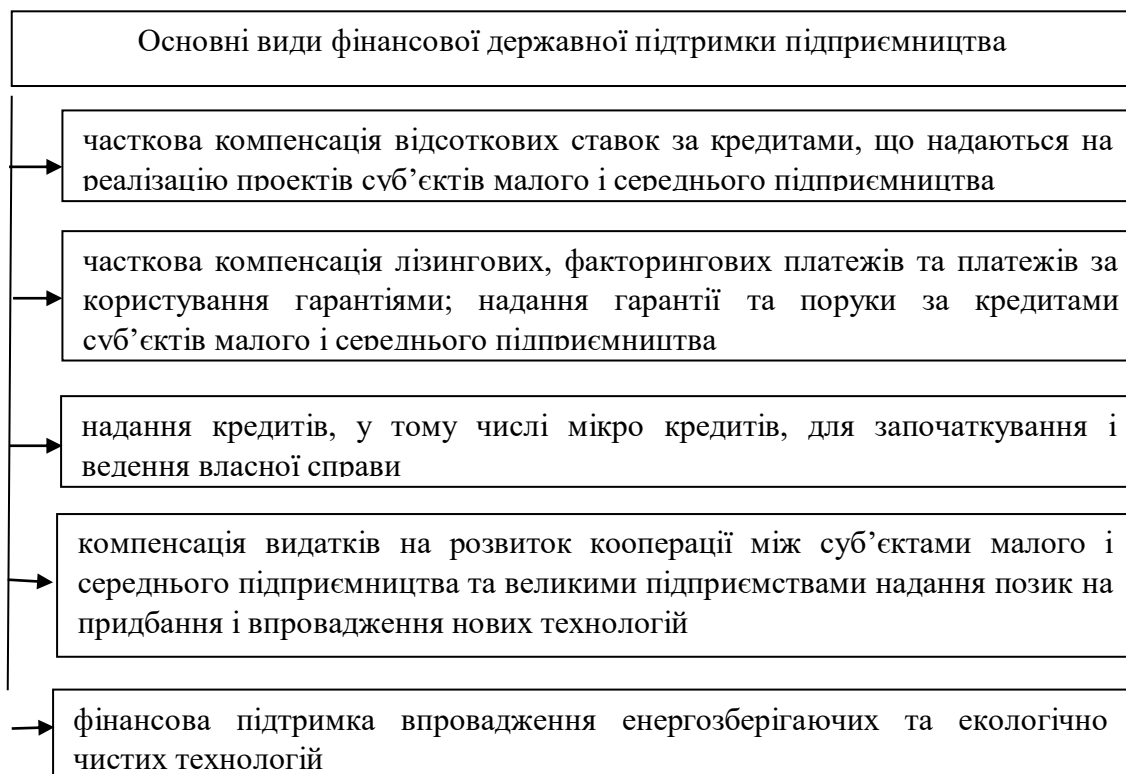 Основні види фінансової державної підтримки підприємництва
часткова компенсація відсоткових ставок за кредитами, що надаються на
реалізацію проектів суб’єктів малого і середнього підприємництва
часткова компенсація лізингових, факторингових платежів та платежів за
користування гарантіями; надання гарантії та поруки за кредитами
суб’єктів малого і середнього підприємництва
надання кредитів, у тому числі мікро кредитів, для започаткування і
ведення власної справи
компенсація видатків на розвиток кооперації між суб’єктами малого і
середнього підприємництва та великими підприємствами надання позик на
придбання і впровадження нових технологій
фінансова підтримка впровадження енергозберігаючих та екологічно
чистих технологій